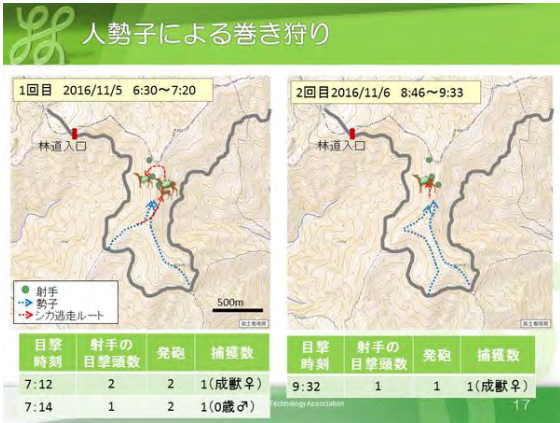 人勢子による巻き狩り
1回目 2016/11/5 6:30～7:20
林道入口
射手
勢子
シカ逃走ルート
500m
目撃時刻 射手の目撃頭数 発砲 捕獲数
7:12 2 2 1(成獣♀)
7:14 1 2 1(0歳♂)
2回目2016/11/6 8:46～9:33
林道入口
目撃時刻 射手の目撃頭数 発砲 捕獲数
9:32 1 1 1(成獣♀)
Technology Association
17